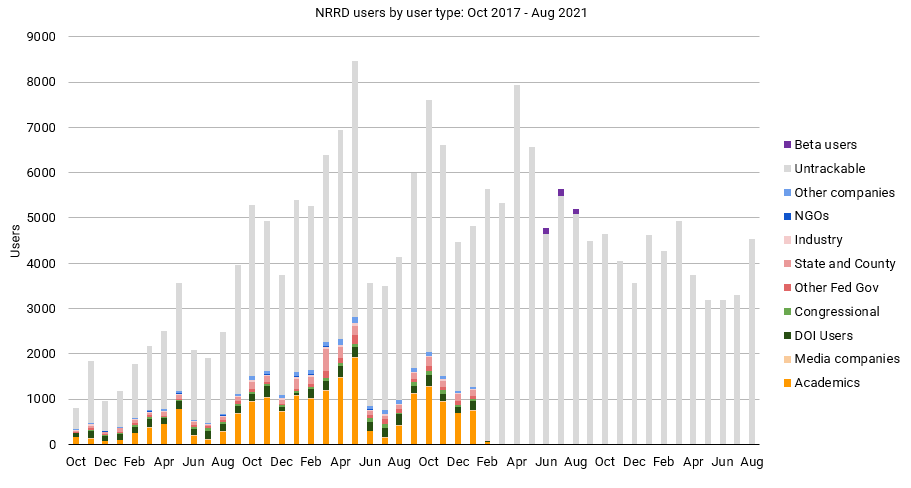 NRRD users by user type: Oct 2017 - Aug 2021
9000
8000
7000
6000
5000
4000
3000
2000
1000
0
Users
Oct Dec Feb Apr Jun Aug Oct Dec Feb Apr Jun Aug Oct Dec Feb Apr Jun Aug Oct Dec Feb Apr Jun Aug
Beta users
Untrackable
Other companies
NGOs
Industry
State and County
Other Fed Gov
Congressional
DOI Users
Media companies
Academics